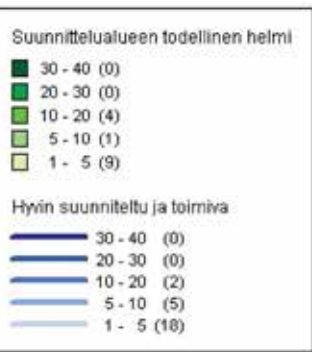 Suunnittelualueen todellinen helmi
30 - 40 (0)
20 - 30 (0)
10 - 20 (4)
5 - 10 (1)
1 - 5 (9)
Hyvin suunniteltu ja toimiva
30 - 40 (0)
20 - 30 (0)
10 - 20 (2)
5 - 10 (5)
1 - 5 (18)